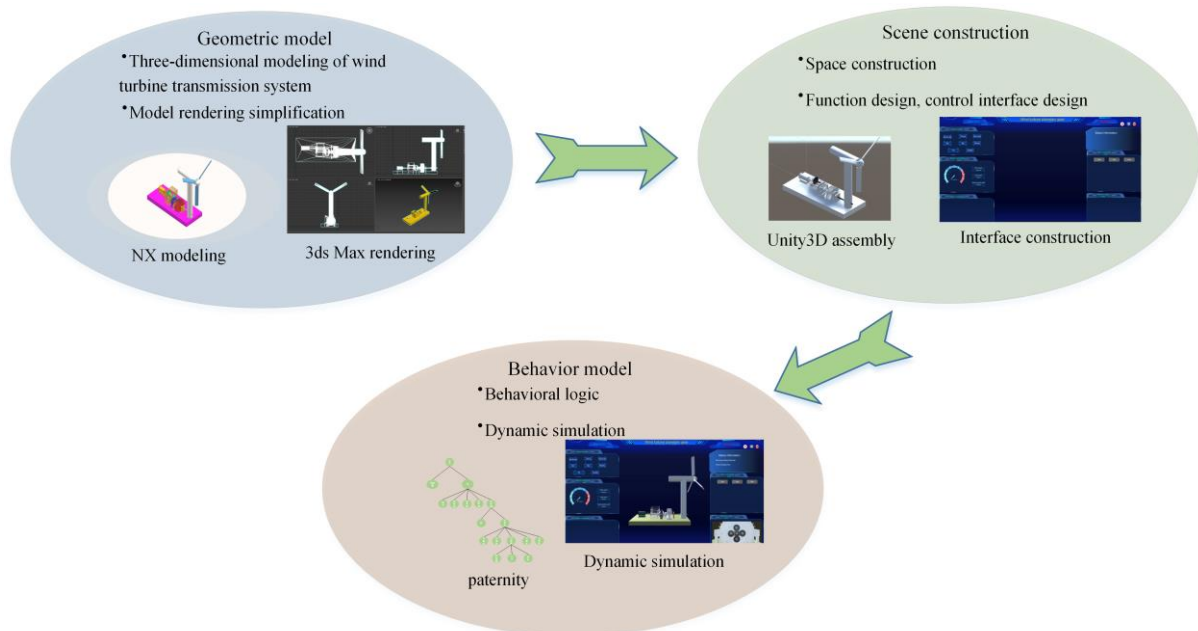 Geometric model
•Three-dimensional modeling of wind
turbine transmission system
•Model rendering simplification
NX modeling
3ds Max rendering
Scene construction
•Space construction
•Function design, control interface design
Unity3D assembly
Interface construction
Behavior model
•Behavioral logic
•Dynamic simulation
paternity
Dynamic simulation